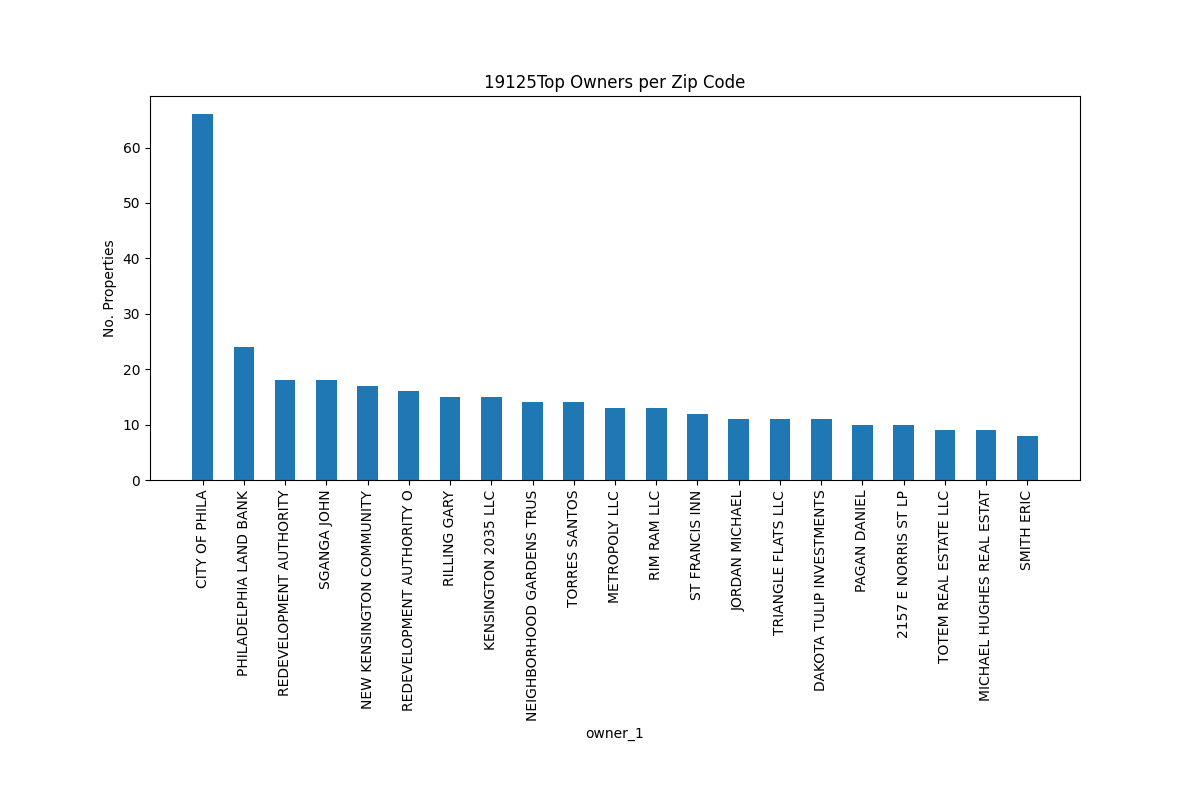 19125Top Owners per Zip Code
No. Properties
60
50
40
30
20
10
0
CITY OF PHILA
PHILADELPHIA LAND BANK
REDEVELOPMENT AUTHORITY
SGANGA JOHN
NEW KENSINGTON COMMUNITY
REDEVELOPMENT AUTHORITY O
RILLING GARY
KENSINGTON 2035 LLC
NEIGHBORHOOD GARDENS TRUS
TORRES SANTOS
METROPOLY LLC
RIM RAM LLC
ST FRANCIS INN
JORDAN MICHAEL
TRIANGLE FLATS LLC
DAKOTA TULIP INVESTMENTS
PAGAN DANIEL
2157 E NORRIS ST LP
TOTEM REAL ESTATE LLC
MICHAEL HUGHES REAL ESTAT
SMITH ERIC
owner_1